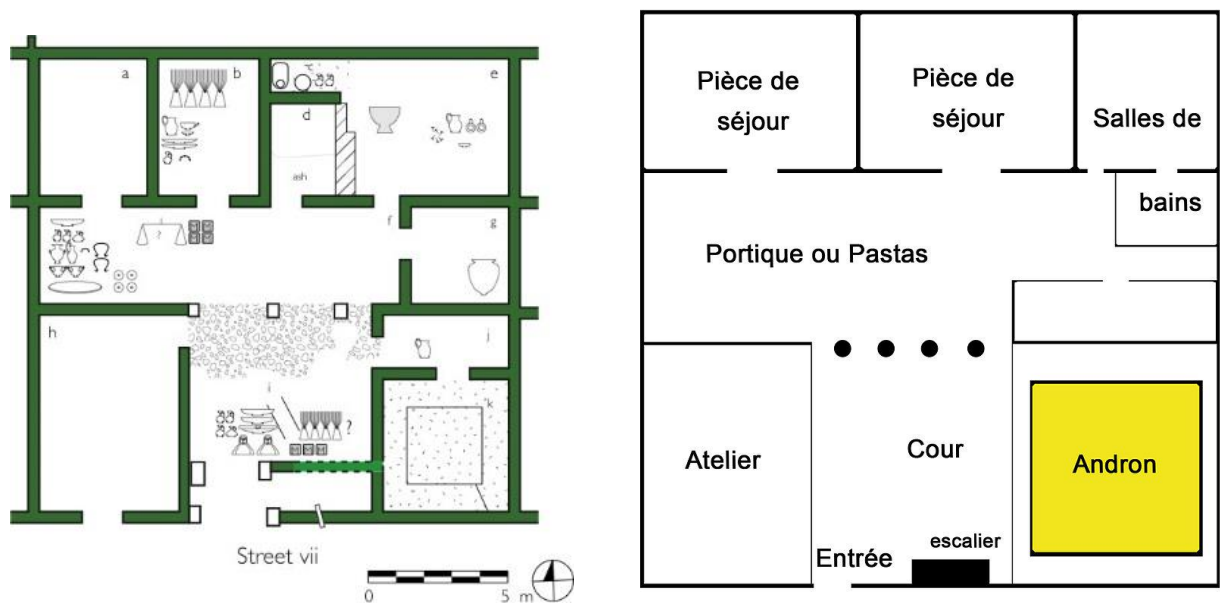 a
b
e
d
ash
f
g
?
h
j
i
k
?
Street vii
0 5 m
Pièce de
séjour
Pièce de
séjour
Salles de
bains
Portique ou Pastas
Atelier
Cour
Andron
Entrée
escalier